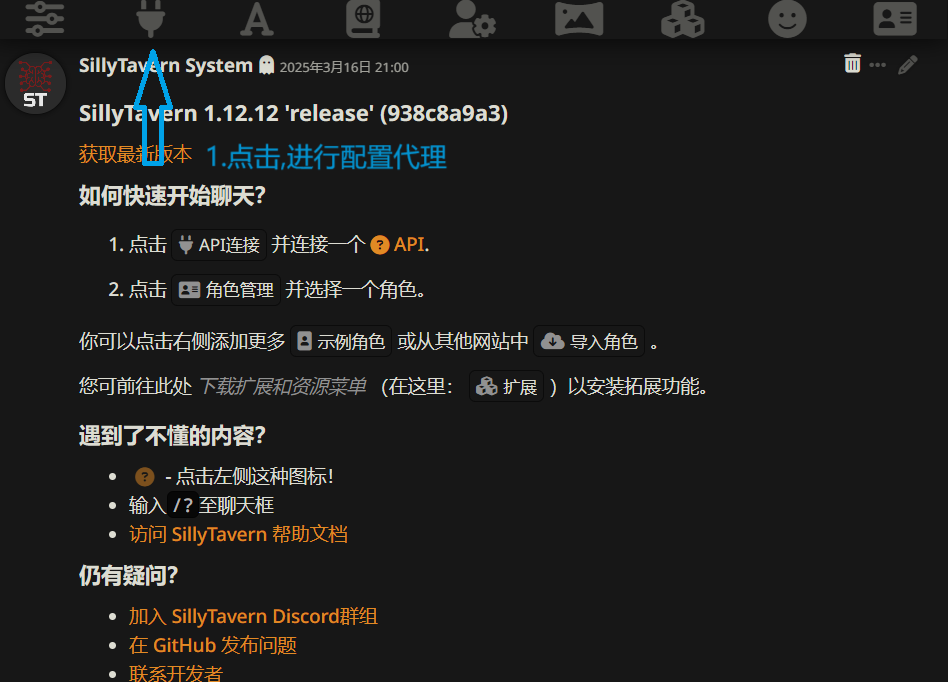 SillyTavern System 2025年3月16日 21:00
ST
SillyTavern 1.12.12 'release' (938c8a9a3)
获取最新版本 1.点击,进行配置代理
如何快速开始聊天?
1. 点击 API连接 并连接一个 ? API.
2. 点击 角色管理 并选择一个角色。
你可以点击右侧添加更多 示例角色 或从其他网站中 导入角色 。
您可前往此处 下载扩展和资源菜单 （在这里： 扩展 ）以安装拓展功能。
遇到了不懂的内容?
? - 点击左侧这种图标!
输入 /? 至聊天框
访问 SillyTavern 帮助文档
仍有疑问?
加入 SillyTavern Discord群组
在 GitHub 发布问题
联系开发者